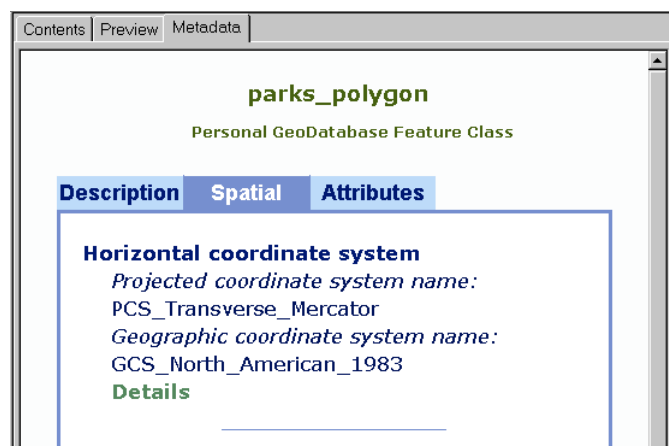 Contents Preview Metadata
parks_polygon
Personal GeoDatabase Feature Class
Description Spatial Attributes
Horizontal coordinate system
Projected coordinate system name:
PCS_Transverse_Mercator
Geographic coordinate system name:
GCS_North_American_1983
Details